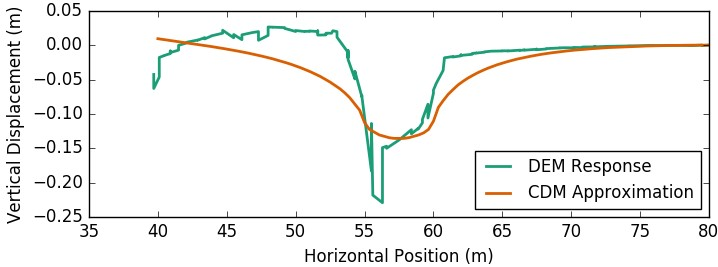 0.05
0.00
−0.05
−0.10
−0.15
−0.20
−0.25
Vertical Displacement (m)
DEM Response
CDM Approximation
35 40 45 50 55 60 65 70 75 80
Horizontal Position (m)